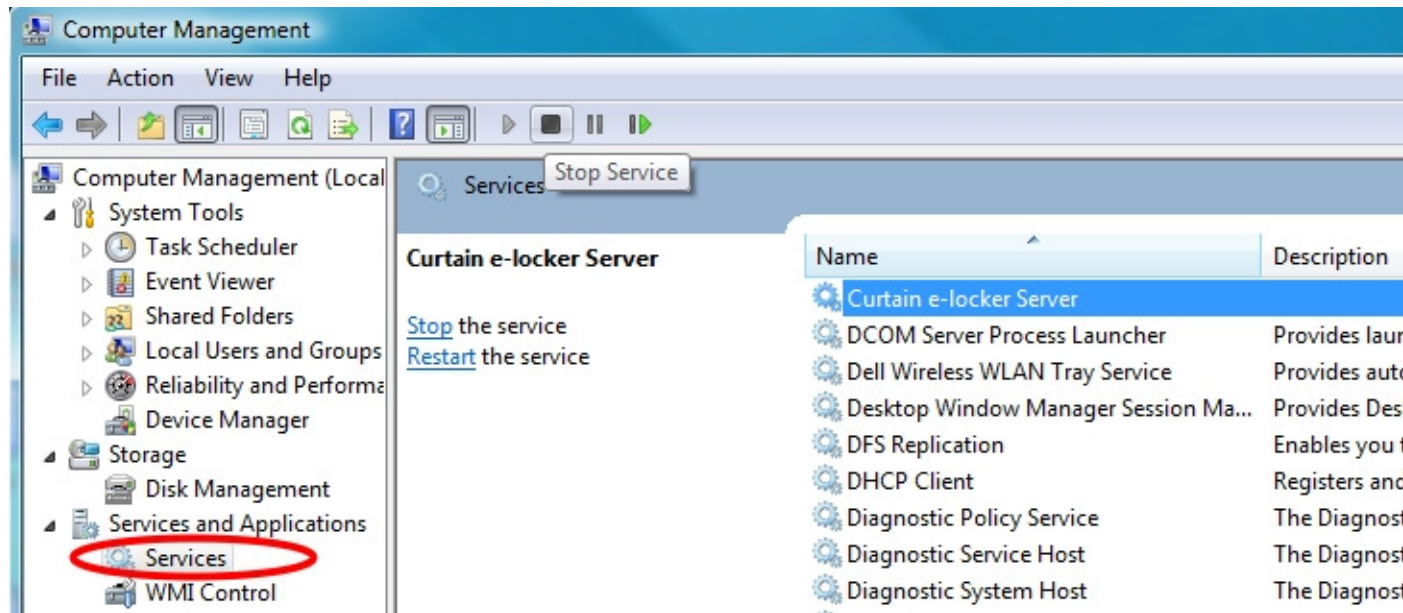 Computer Management
File Action View Help
Stop Service
Computer Management (Local
System Tools
Task Scheduler
Event Viewer
Shared Folders
Local Users and Groups
Reliability and Performa
Device Manager
Storage
Disk Management
Services and Applications
Services
WMI Control
Services
Curtain e-locker Server
Stop the service
Restart the service
Name Description
Curtain e-locker Server
DCOM Server Process Launcher Provides laun
Dell Wireless WLAN Tray Service Provides auto
Desktop Window Manager Session Ma... Provides Des
DFS Replication Enables you t
DHCP Client Registers and
Diagnostic Policy Service The Diagnost
Diagnostic Service Host The Diagnost
Diagnostic System Host The Diagnost